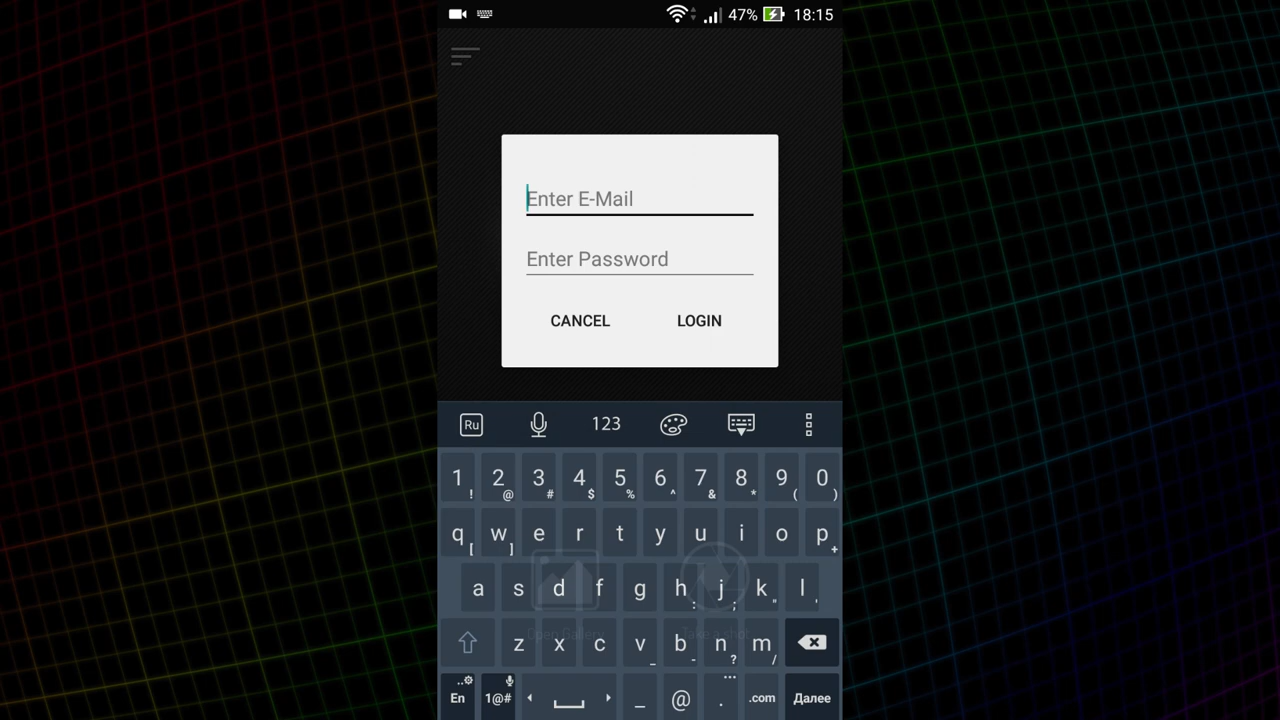 47% 18:15
Enter E-Mail
Enter Password
CANCEL LOGIN
Ru 123
1 2 3 4 5 6 7 8 9 0
! @ # $ % ^ & * ( )
q w e r t y u i o p
[ ] +
a s d f g h j k l
: ; " '
z x c v b n m
_ - ? /
En 1@# _ @ . .com Далее